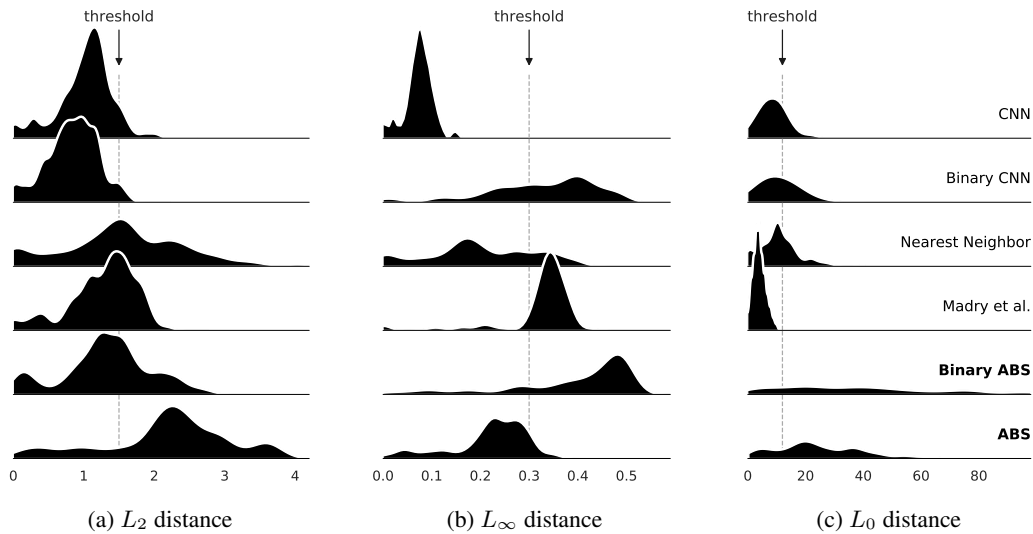 threshold
threshold
threshold
CNN
Binary CNN
Nearest Neighbor
Madry et al.
Binary ABS
ABS
0 1 2 3 4
0.0 0.1 0.2 0.3 0.4 0.5
0 20 40 60 80
(a) L₂ distance
(b) L∞ distance
(c) L₀ distance